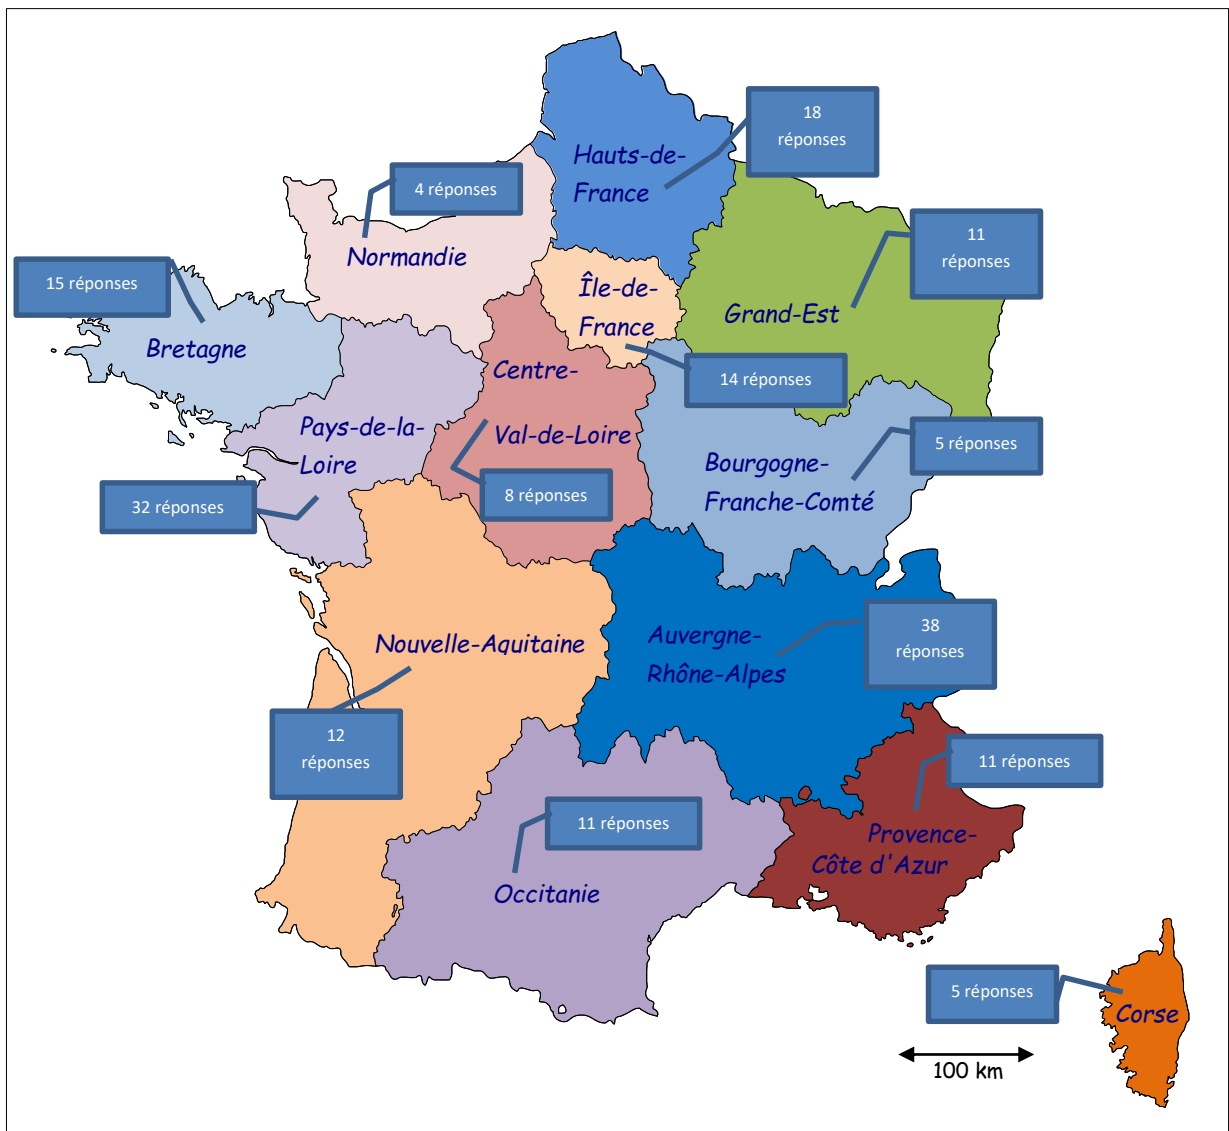 18
réponses
Hauts-de-
France
4 réponses
Normandie
11
réponses
15 réponses
Bretagne
Île-de-
France
Grand-Est
14 réponses
Centre-
Val-de-Loire
8 réponses
Pays-de-la-
Loire
32 réponses
5 réponses
Bourgogne-
Franche-Comté
Nouvelle-Aquitaine
12
réponses
Auvergne-
Rhône-Alpes
38
réponses
11 réponses
Provence-
Côte d'Azur
11 réponses
Occitanie
5 réponses
Corse
100 km